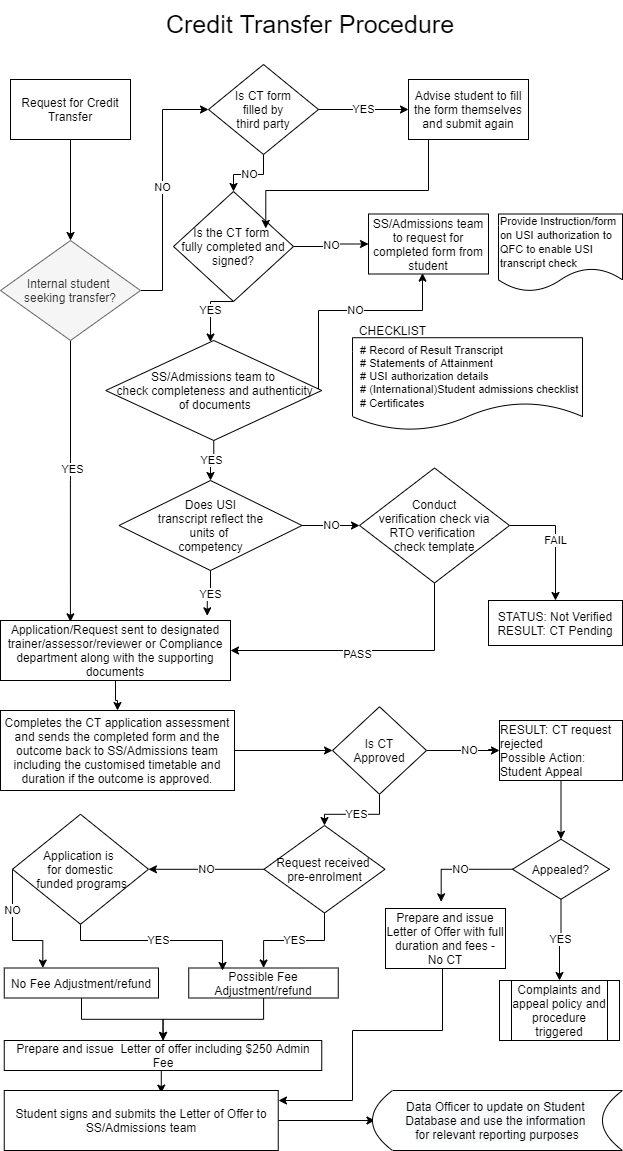 Credit Transfer Procedure
Request for Credit
Transfer
Is CT form
filled by
third party
YES
Advise student to fill
the form themselves
and submit again
NO
NO
Is the CT form
fully completed and
signed?
NO
SS/Admissions team
to request for
completed form from
student
Provide Instruction/form
on USI authorization to
QFC to enable USI
transcript check
Internal student
seeking transfer?
YES
NO
CHECKLIST
# Record of Result Transcript
# Statements of Attainment
# USI authorization details
# (International)Student admissions checklist
# Certificates
SS/Admissions team to
check completeness and authenticity
of documents
YES
YES
Does USI
transcript reflect the
units of
competency
NO
Conduct
verification check via
RTO verification
check template
FAIL
YES
STATUS: Not Verified
RESULT: CT Pending
Application/Request sent to designated
trainer/assessor/reviewer or Compliance
department along with the supporting
documents
PASS
Completes the CT application assessment
and sends the completed form and the
outcome back to SS/Admissions team
including the customised timetable and
duration if the outcome is approved.
Is CT
Approved
NO
RESULT: CT request
rejected
Possible Action:
Student Appeal
YES
Application is
for domestic
funded programs
NO
Request received
pre-enrolment
NO
Appealed?
NO
YES
YES
YES
Prepare and issue
Letter of Offer with full
duration and fees -
No CT
No Fee Adjustment/refund
Possible Fee
Adjustment/refund
Complaints and
appeal policy and
procedure
triggered
Prepare and issue Letter of offer including $250 Admin
Fee
Student signs and submits the Letter of Offer to
SS/Admissions team
Data Officer to update on Student
Database and use the information
for relevant reporting purposes